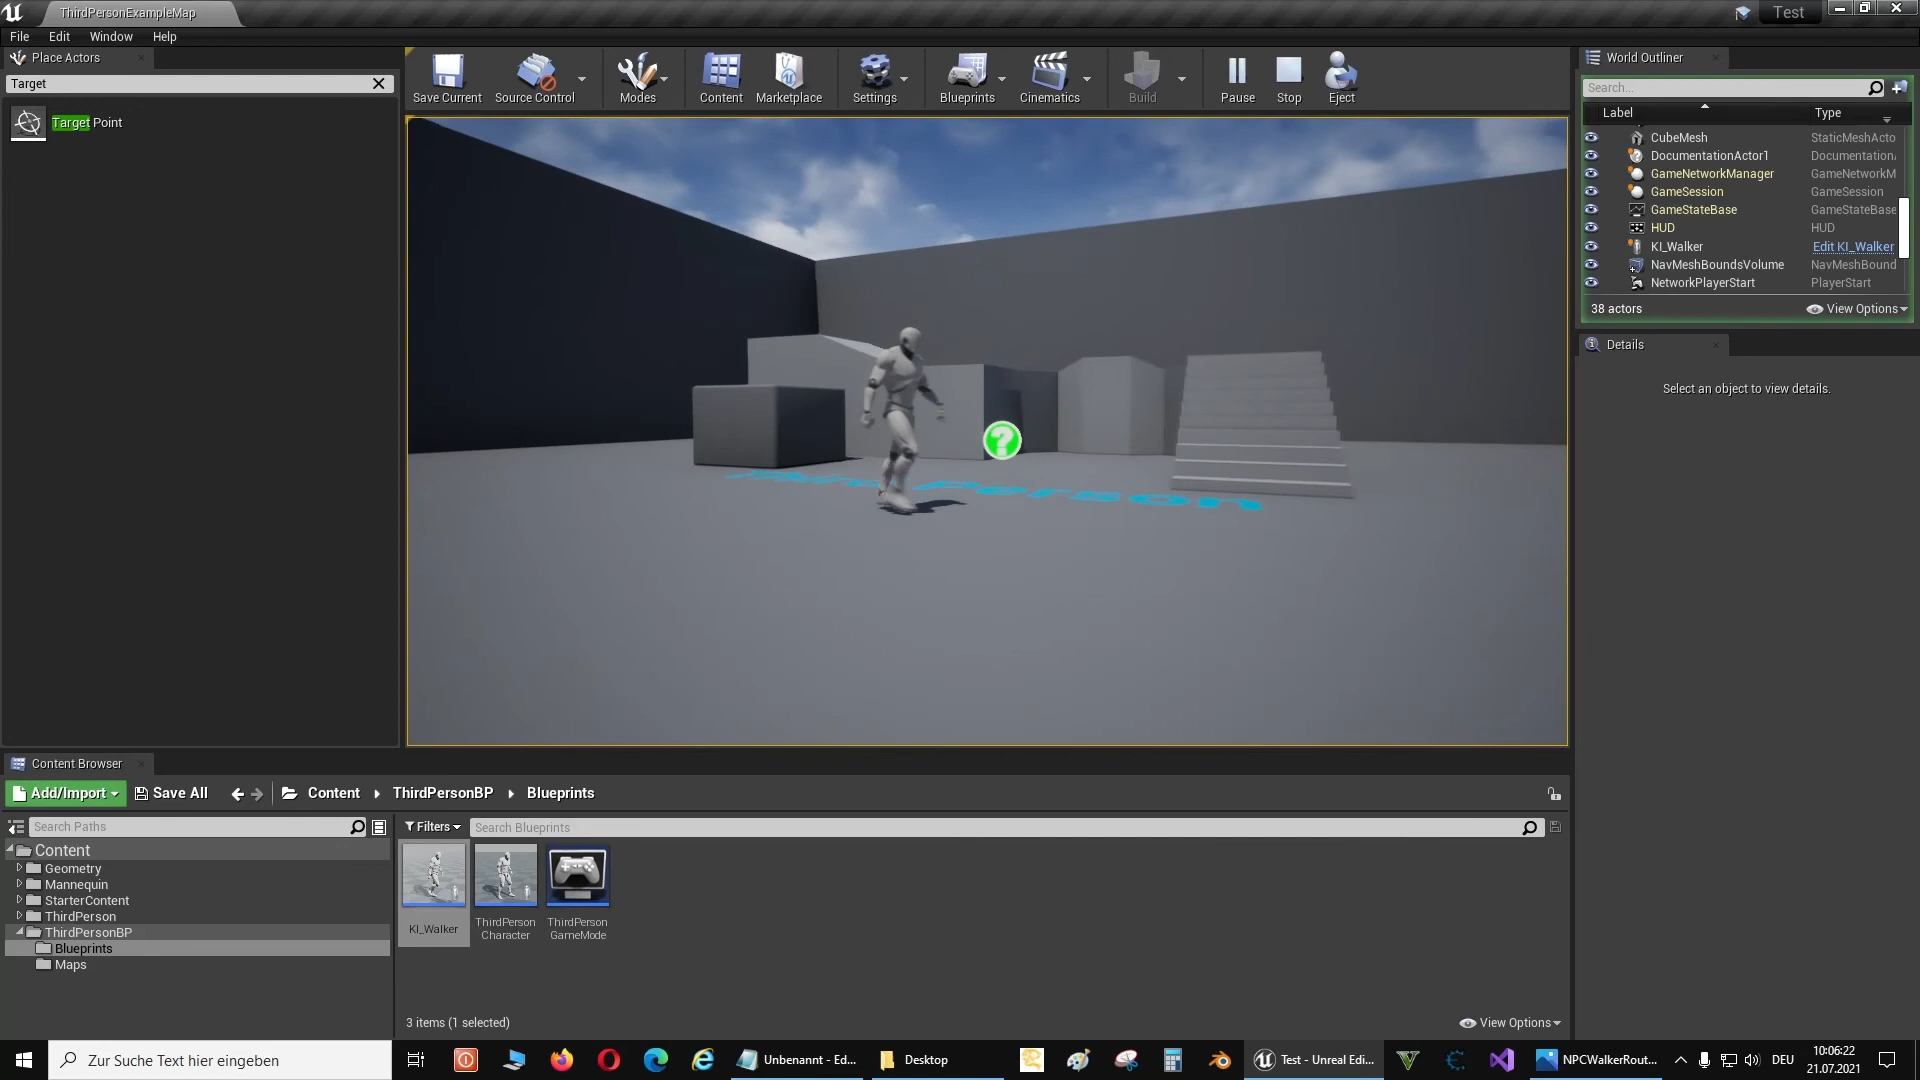 ThirdPersonExampleMap
Test
File Edit Window Help
Place Actors
Target
Target Point
Save Current
Source Control
Modes
Content
Marketplace
Settings
Blueprints
Cinematics
Build
Pause
Stop
Eject
Person
World Outliner
Search...
Label Type
CubeMesh StaticMeshActo
DocumentationActor1 Documentation
GameNetworkManager GameNetworkM
GameSession GameSession
GameStateBase GameStateBase
HUD HUD
KI_Walker Edit KI_Walker
NavMeshBoundsVolume NavMeshBound
NetworkPlayerStart PlayerStart
38 actors View Options
Details
Select an object to view details.
Content Browser
Add/Import Save All Content ThirdPersonBP Blueprints
Search Paths
Filters Search Blueprints
Content
Geometry
Mannequin
StarterContent
ThirdPerson
ThirdPersonBP
Blueprints
Maps
KI_Walker
ThirdPerson
Character
ThirdPerson
GameMode
3 items (1 selected) View Options
Zur Suche Text hier eingeben
Unbenannt - Ed...
Desktop
Test - Unreal Edi...
NPCWalkerRout...
DEU
10:06:22
21.07.2021